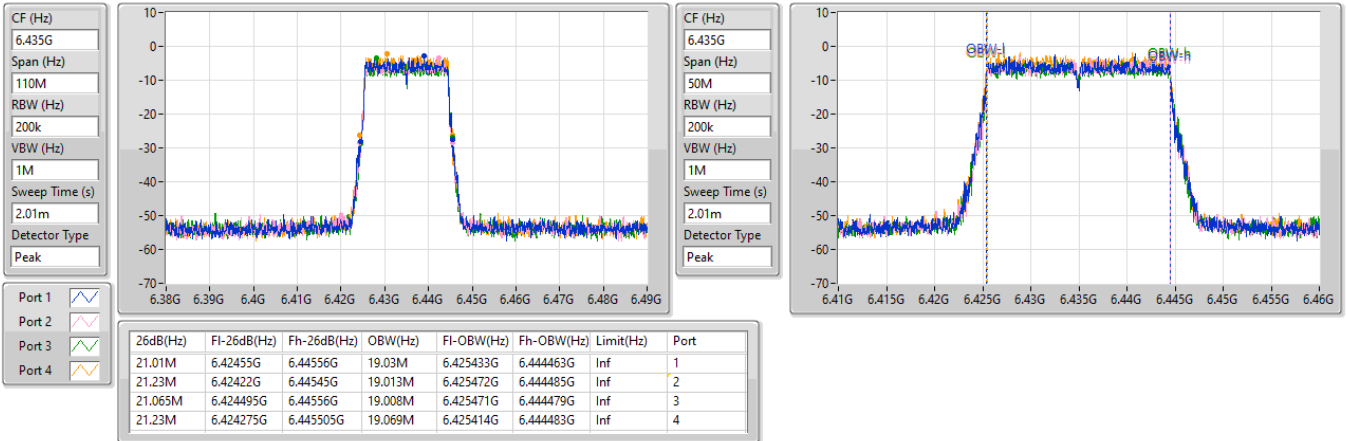 CF (Hz)
6.435G
Span (Hz)
110M
RBW (Hz)
200k
VBW (Hz)
1M
Sweep Time (s)
2.01m
Detector Type
Peak
10-
0-
-10-
-20-
-30-
-40-
-50-
-60-
-70-
6.38G 6.39G 6.4G 6.41G 6.42G 6.43G 6.44G 6.45G 6.46G 6.47G 6.48G 6.49G
CF (Hz)
6.435G
Span (Hz)
50M
RBW (Hz)
200k
VBW (Hz)
1M
Sweep Time (s)
2.01m
Detector Type
Peak
10-
0-
-10-
-20-
-30-
-40-
-50-
-60-
-70-
OBW-l
OBW-h
6.41G 6.415G 6.42G 6.425G 6.43G 6.435G 6.44G 6.445G 6.45G 6.455G 6.46G
Port 1
Port 2
Port 3
Port 4
26dB(Hz) Fl-26dB(Hz) Fh-26dB(Hz) OBW(Hz) Fl-OBW(Hz) Fh-OBW(Hz) Limit(Hz) Port
21.01M 6.42455G 6.44556G 19.03M 6.425433G 6.444463G Inf 1
21.23M 6.42422G 6.44545G 19.013M 6.425472G 6.444485G Inf 2
21.065M 6.424495G 6.44556G 19.008M 6.425471G 6.444479G Inf 3
21.23M 6.424275G 6.445505G 19.069M 6.425414G 6.444483G Inf 4